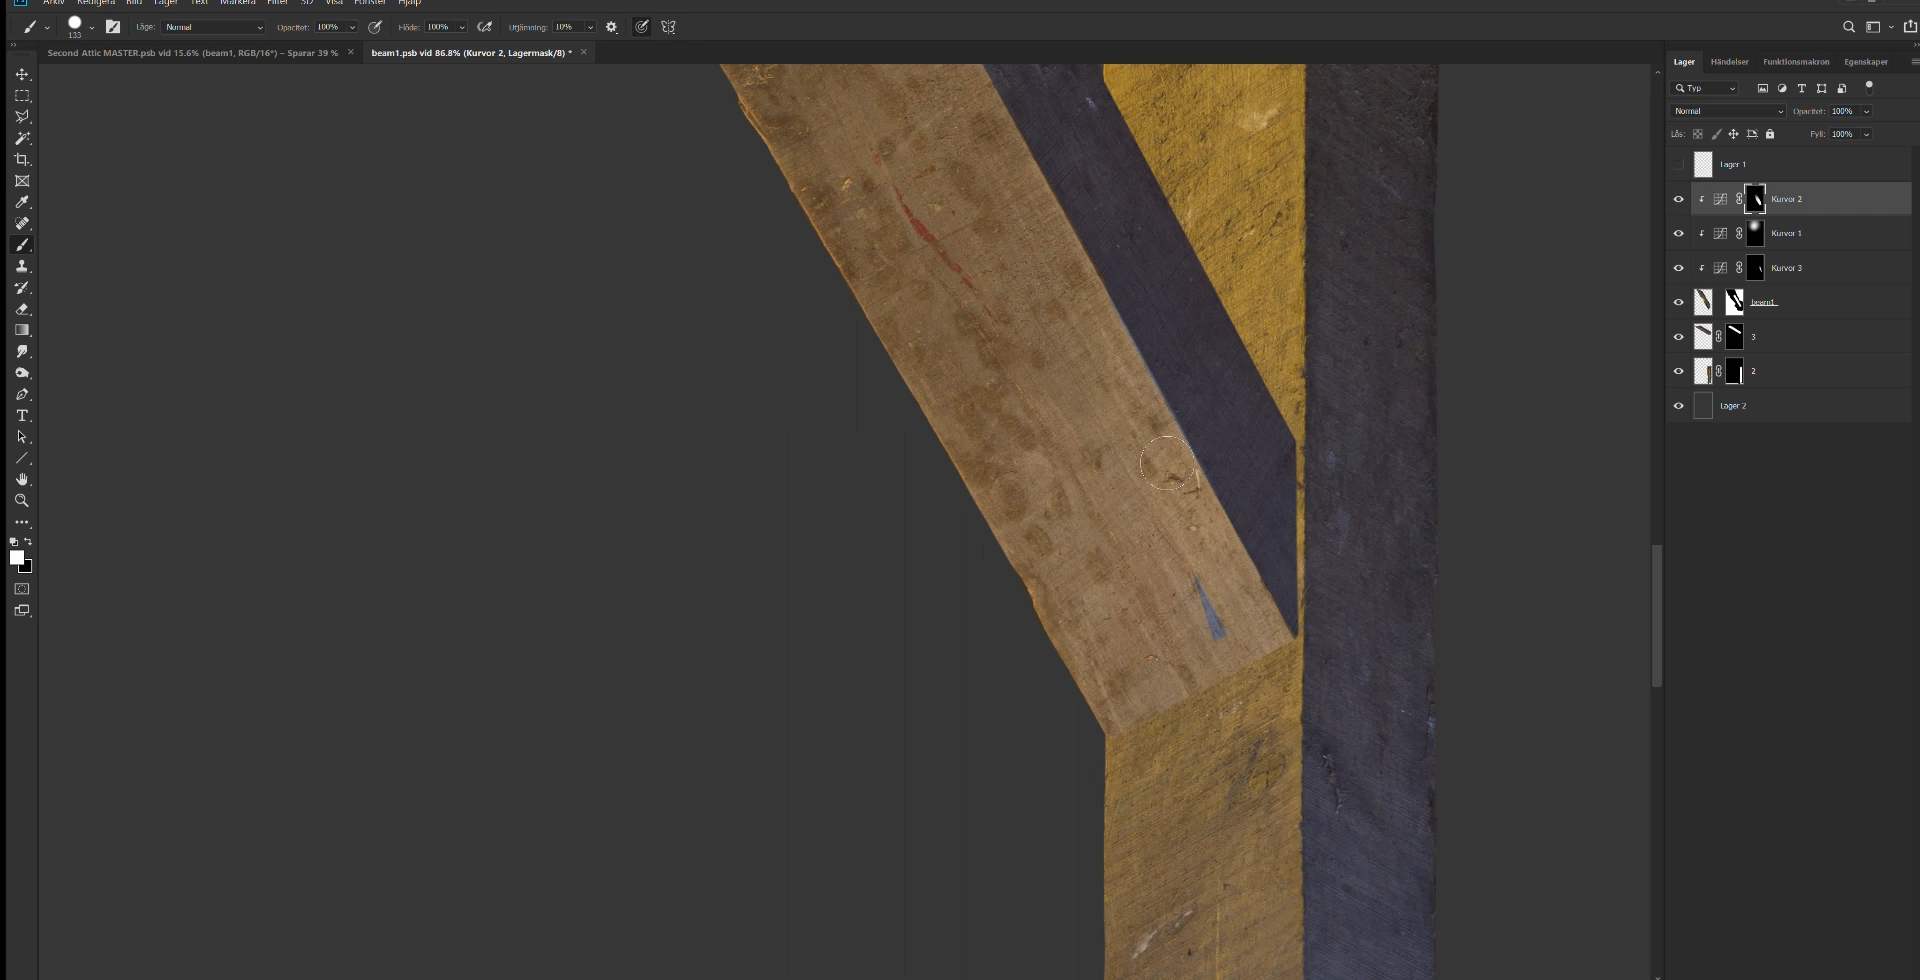 Arkiv Redigera Bild Lager Text Markera Filter 3D Visa Fönster Hjälp
133 Läge: Normal Opacitet: 100% Flöde: 100% Utjämning: 10%
Second Attic MASTER.psb vid 15.6% (beam1, RGB/16*) – Sparar 39 % × beam1.psb vid 86.8% (Kurvor 2, Lagermask/8) * ×
Lager Händelser Funktionsmakron Egenskaper
Typ
Normal Opacitet: 100%
Lås: Fyll: 100%
Lager 1
Kurvor 2
Kurvor 1
Kurvor 3
beam1
3
2
Lager 2